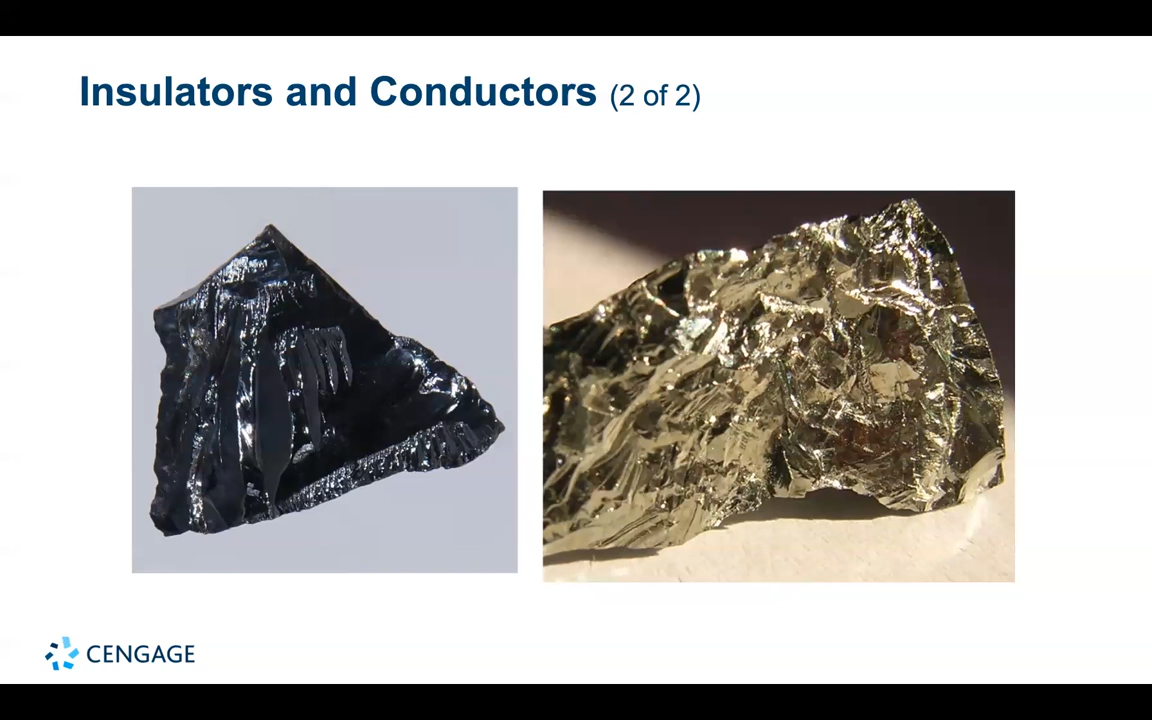 Insulators and Conductors (2 of 2)
CENGAGE